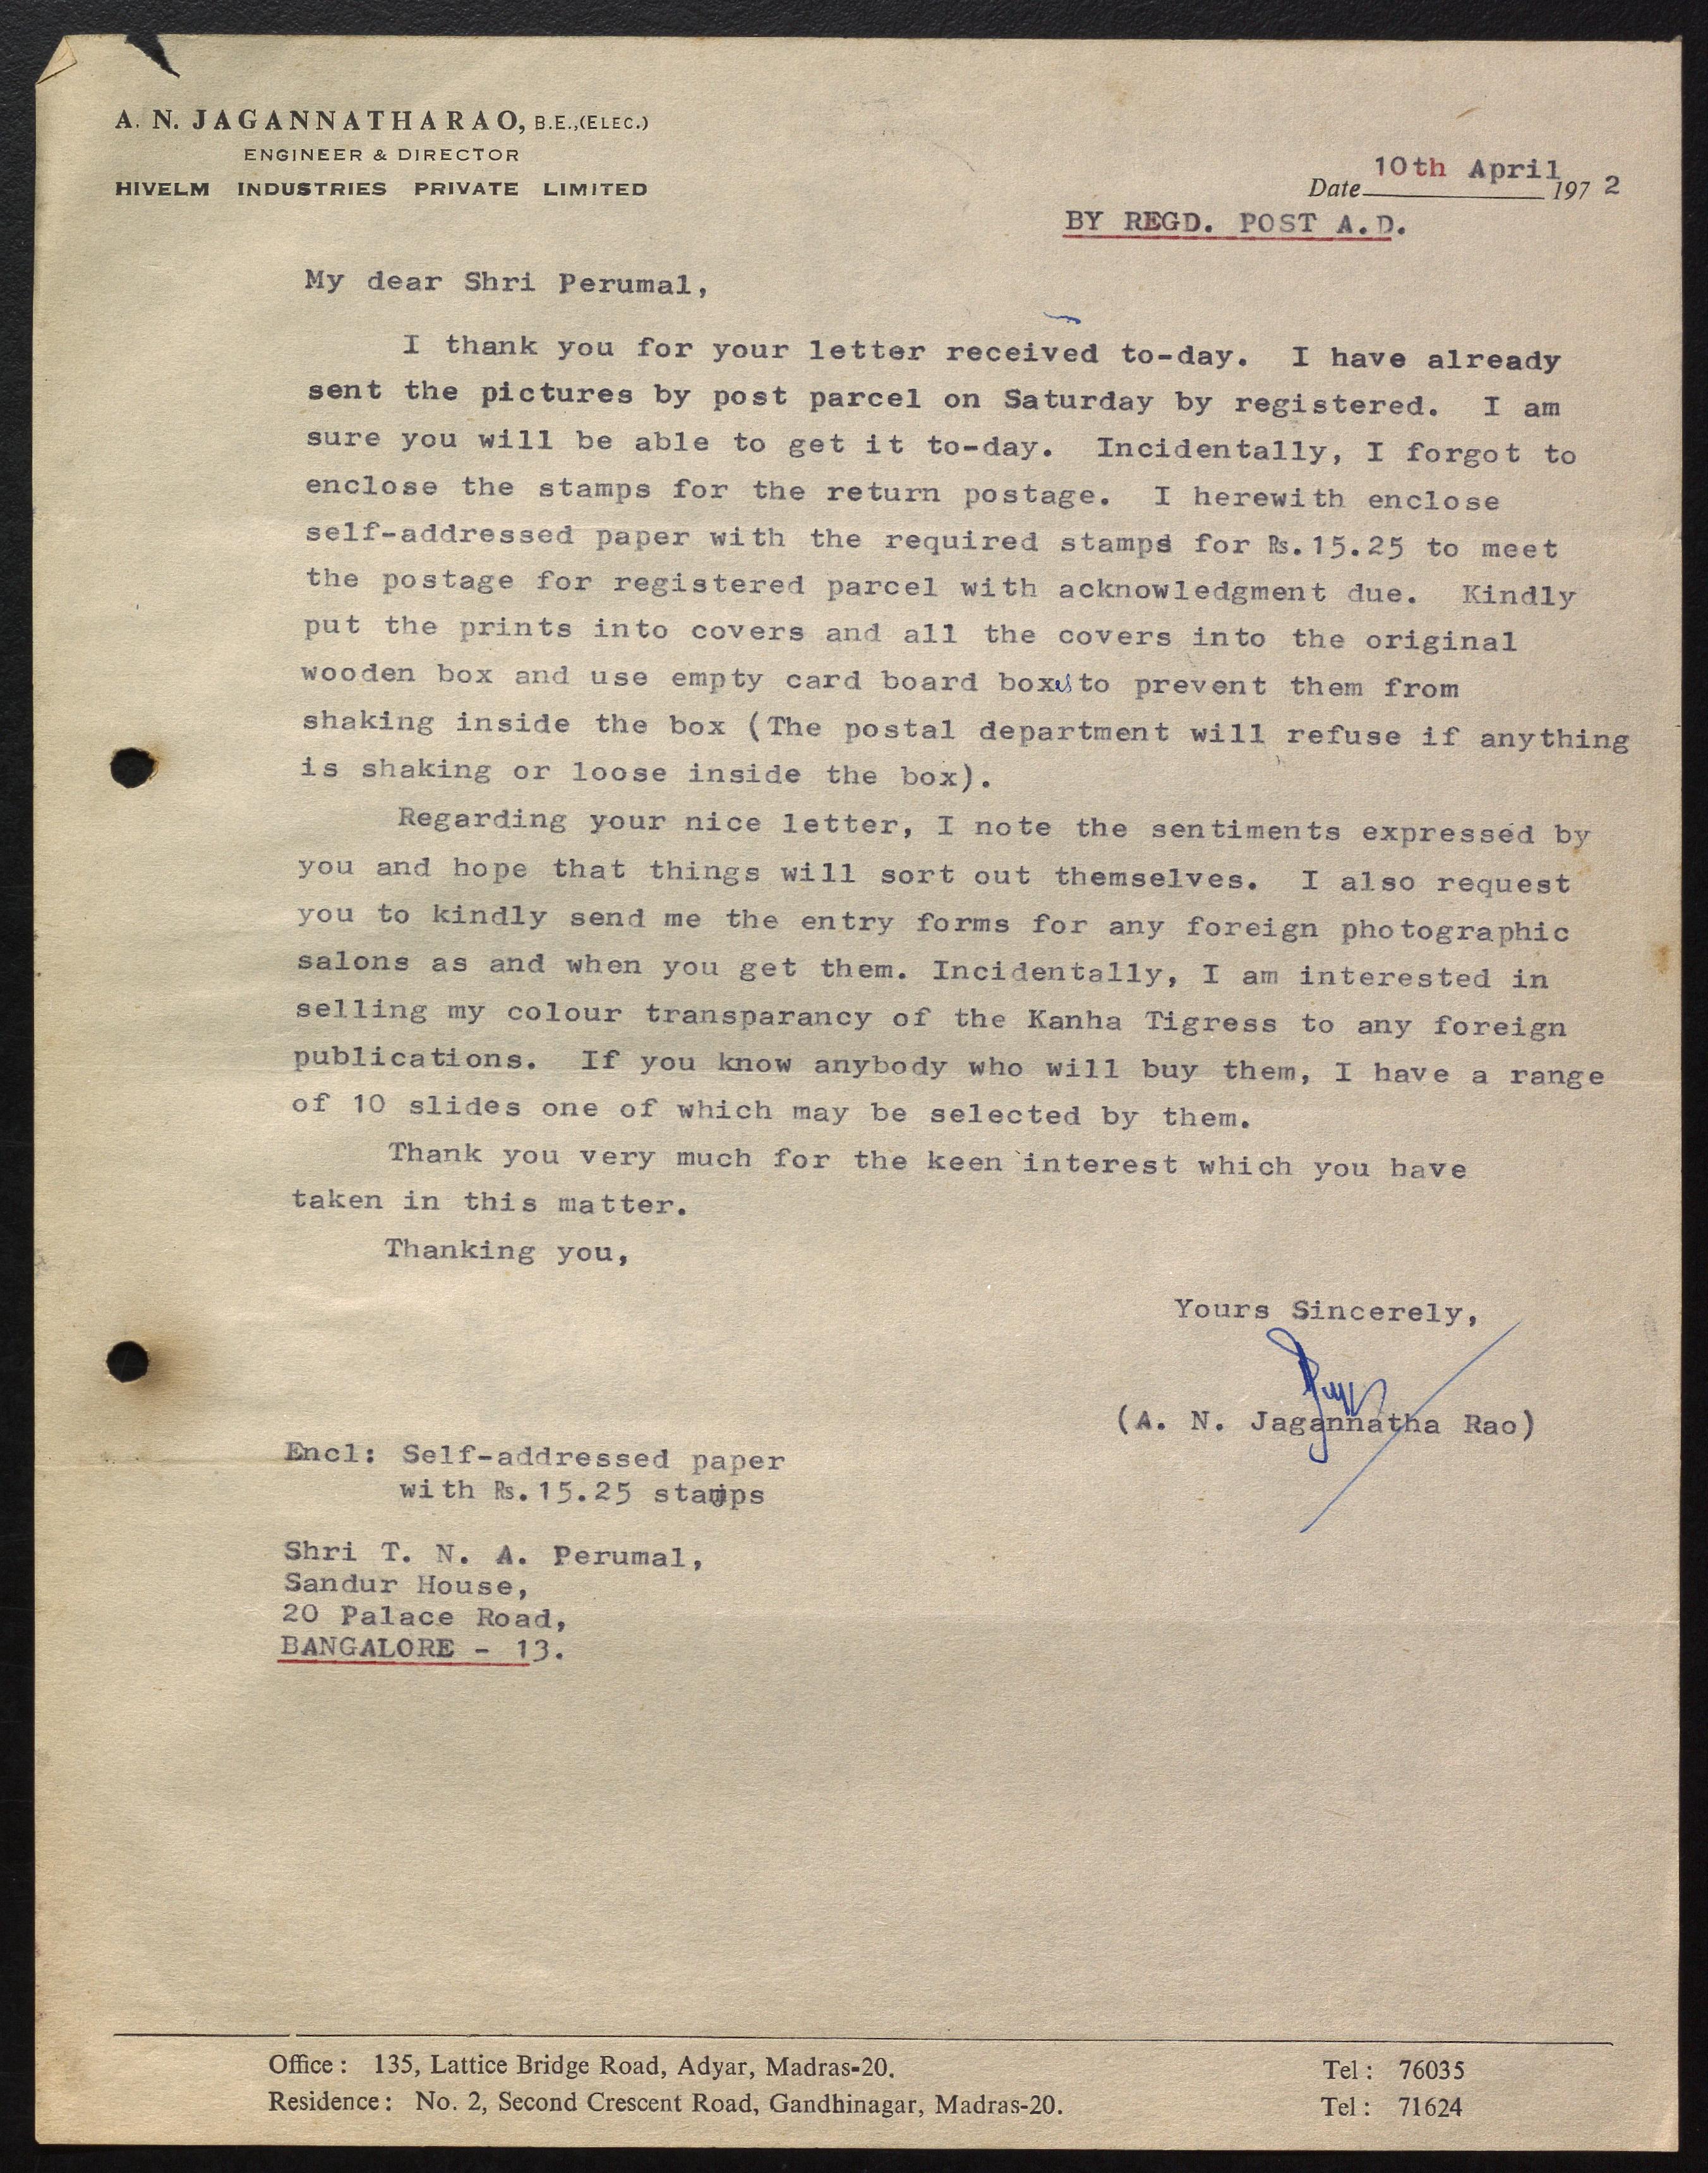 A. N. JAGANNATHARAO, B.E.,(ELEC.)
ENGINEER & DIRECTOR
HIVELM INDUSTRIES PRIVATE LIMITED
Date 10th April 1972
BY REGD. POST A.D.
My dear Shri Perumal,
I thank you for your letter received to-day. I have already
sent the pictures by post parcel on Saturday by registered. I am
sure you will be able to get it to-day. Incidentally, I forgot to
enclose the stamps for the return postage. I herewith enclose
self-addressed paper with the required stamps for Rs.15.25 to meet
the postage for registered parcel with acknowledgment due. Kindly
put the prints into covers and all the covers into the original
wooden box and use empty card board boxes to prevent them from
shaking inside the box (The postal department will refuse if anything
is shaking or loose inside the box).
Regarding your nice letter, I note the sentiments expressed by
you and hope that things will sort out themselves. I also request
you to kindly send me the entry forms for any foreign photographic
salons as and when you get them. Incidentally, I am interested in
selling my colour transparancy of the Kanha Tigress to any foreign
publications. If you know anybody who will buy them, I have a range
of 10 slides one of which may be selected by them.
Thank you very much for the keen interest which you have
taken in this matter.
Thanking you,
Yours Sincerely,
(A. N. Jagannatha Rao)
Encl: Self-addressed paper
with Rs.15.25 stamps
Shri T. N. A. Perumal,
Sandur House,
20 Palace Road,
BANGALORE - 13.
Office : 135, Lattice Bridge Road, Adyar, Madras-20. Tel : 76035
Residence : No. 2, Second Crescent Road, Gandhinagar, Madras-20. Tel : 71624